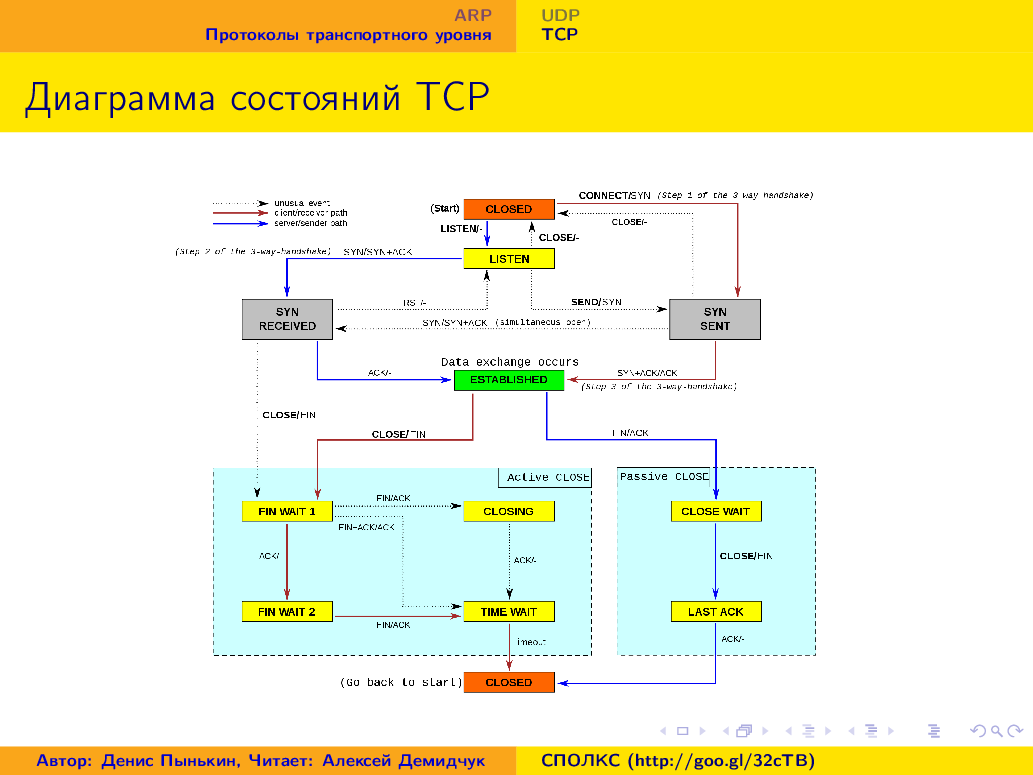 ARP
Протоколы транспортного уровня
UDP
TCP
Диаграмма состояний TCP
unusual event
client/receiver path
server/sender path
(Start)
CLOSED
CONNECT/SYN (Step 1 of the 3-way-handshake)
CLOSE/-
LISTEN/-
CLOSE/-
(Step 2 of the 3-way-handshake) SYN/SYN+ACK
LISTEN
RST/-
SEND/SYN
SYN
RECEIVED
SYN
SENT
SYN/SYN+ACK (simultaneous open)
Data exchange occurs
ACK/-
ESTABLISHED
SYN+ACK/ACK
(Step 3 of the 3-way-handshake)
CLOSE/FIN
CLOSE/FIN
FIN/ACK
Active CLOSE
Passive CLOSE
FIN WAIT 1
FIN/ACK
CLOSING
CLOSE WAIT
FIN+ACK/ACK
ACK/-
ACK/-
CLOSE/FIN
FIN WAIT 2
TIME WAIT
LAST ACK
FIN/ACK
Timeout
ACK/-
(Go back to start)
CLOSED
Автор: Денис Пынькин, Читает: Алексей Демидчук
СПОЛКС (http://goo.gl/32cTB)